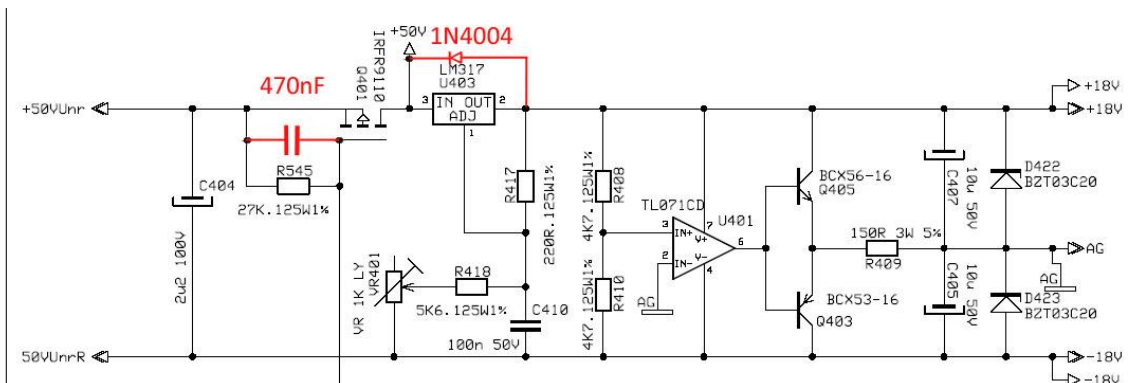 +50V
1N4004
IRFR9110
Q401
LM317
U403
470nF
+50VUnr
3
IN
OUT
2
ADJ
1
+18V
+18V
R545
27K.125W1%
C404
2u2 100V
R417
220R.125W1%
R408
4K7.125W1%
TL071CD
U401
3
IN+
2
IN-
V+
7
V-
4
6
AG
BCX56-16
Q405
150R 3W 5%
R409
C407
10u 50V
D422
BZT03C20
AG
AG
VR 1K LY
VR401
R418
5K6.125W1%
C410
100n 50V
R410
4K7.125W1%
BCX53-16
Q403
C405
10u 50V
D423
BZT03C20
50VUnrR
-18V
-18V